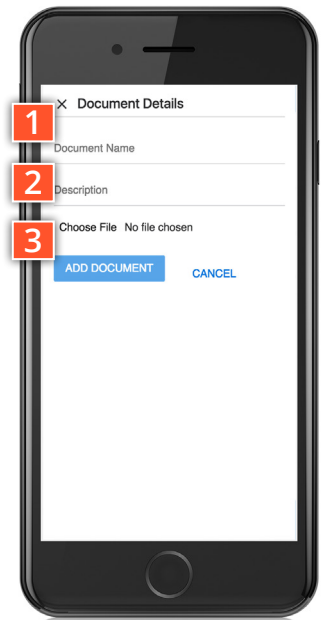 1
× Document Details
Document Name
2
Description
3
Choose File No file chosen
ADD DOCUMENT CANCEL